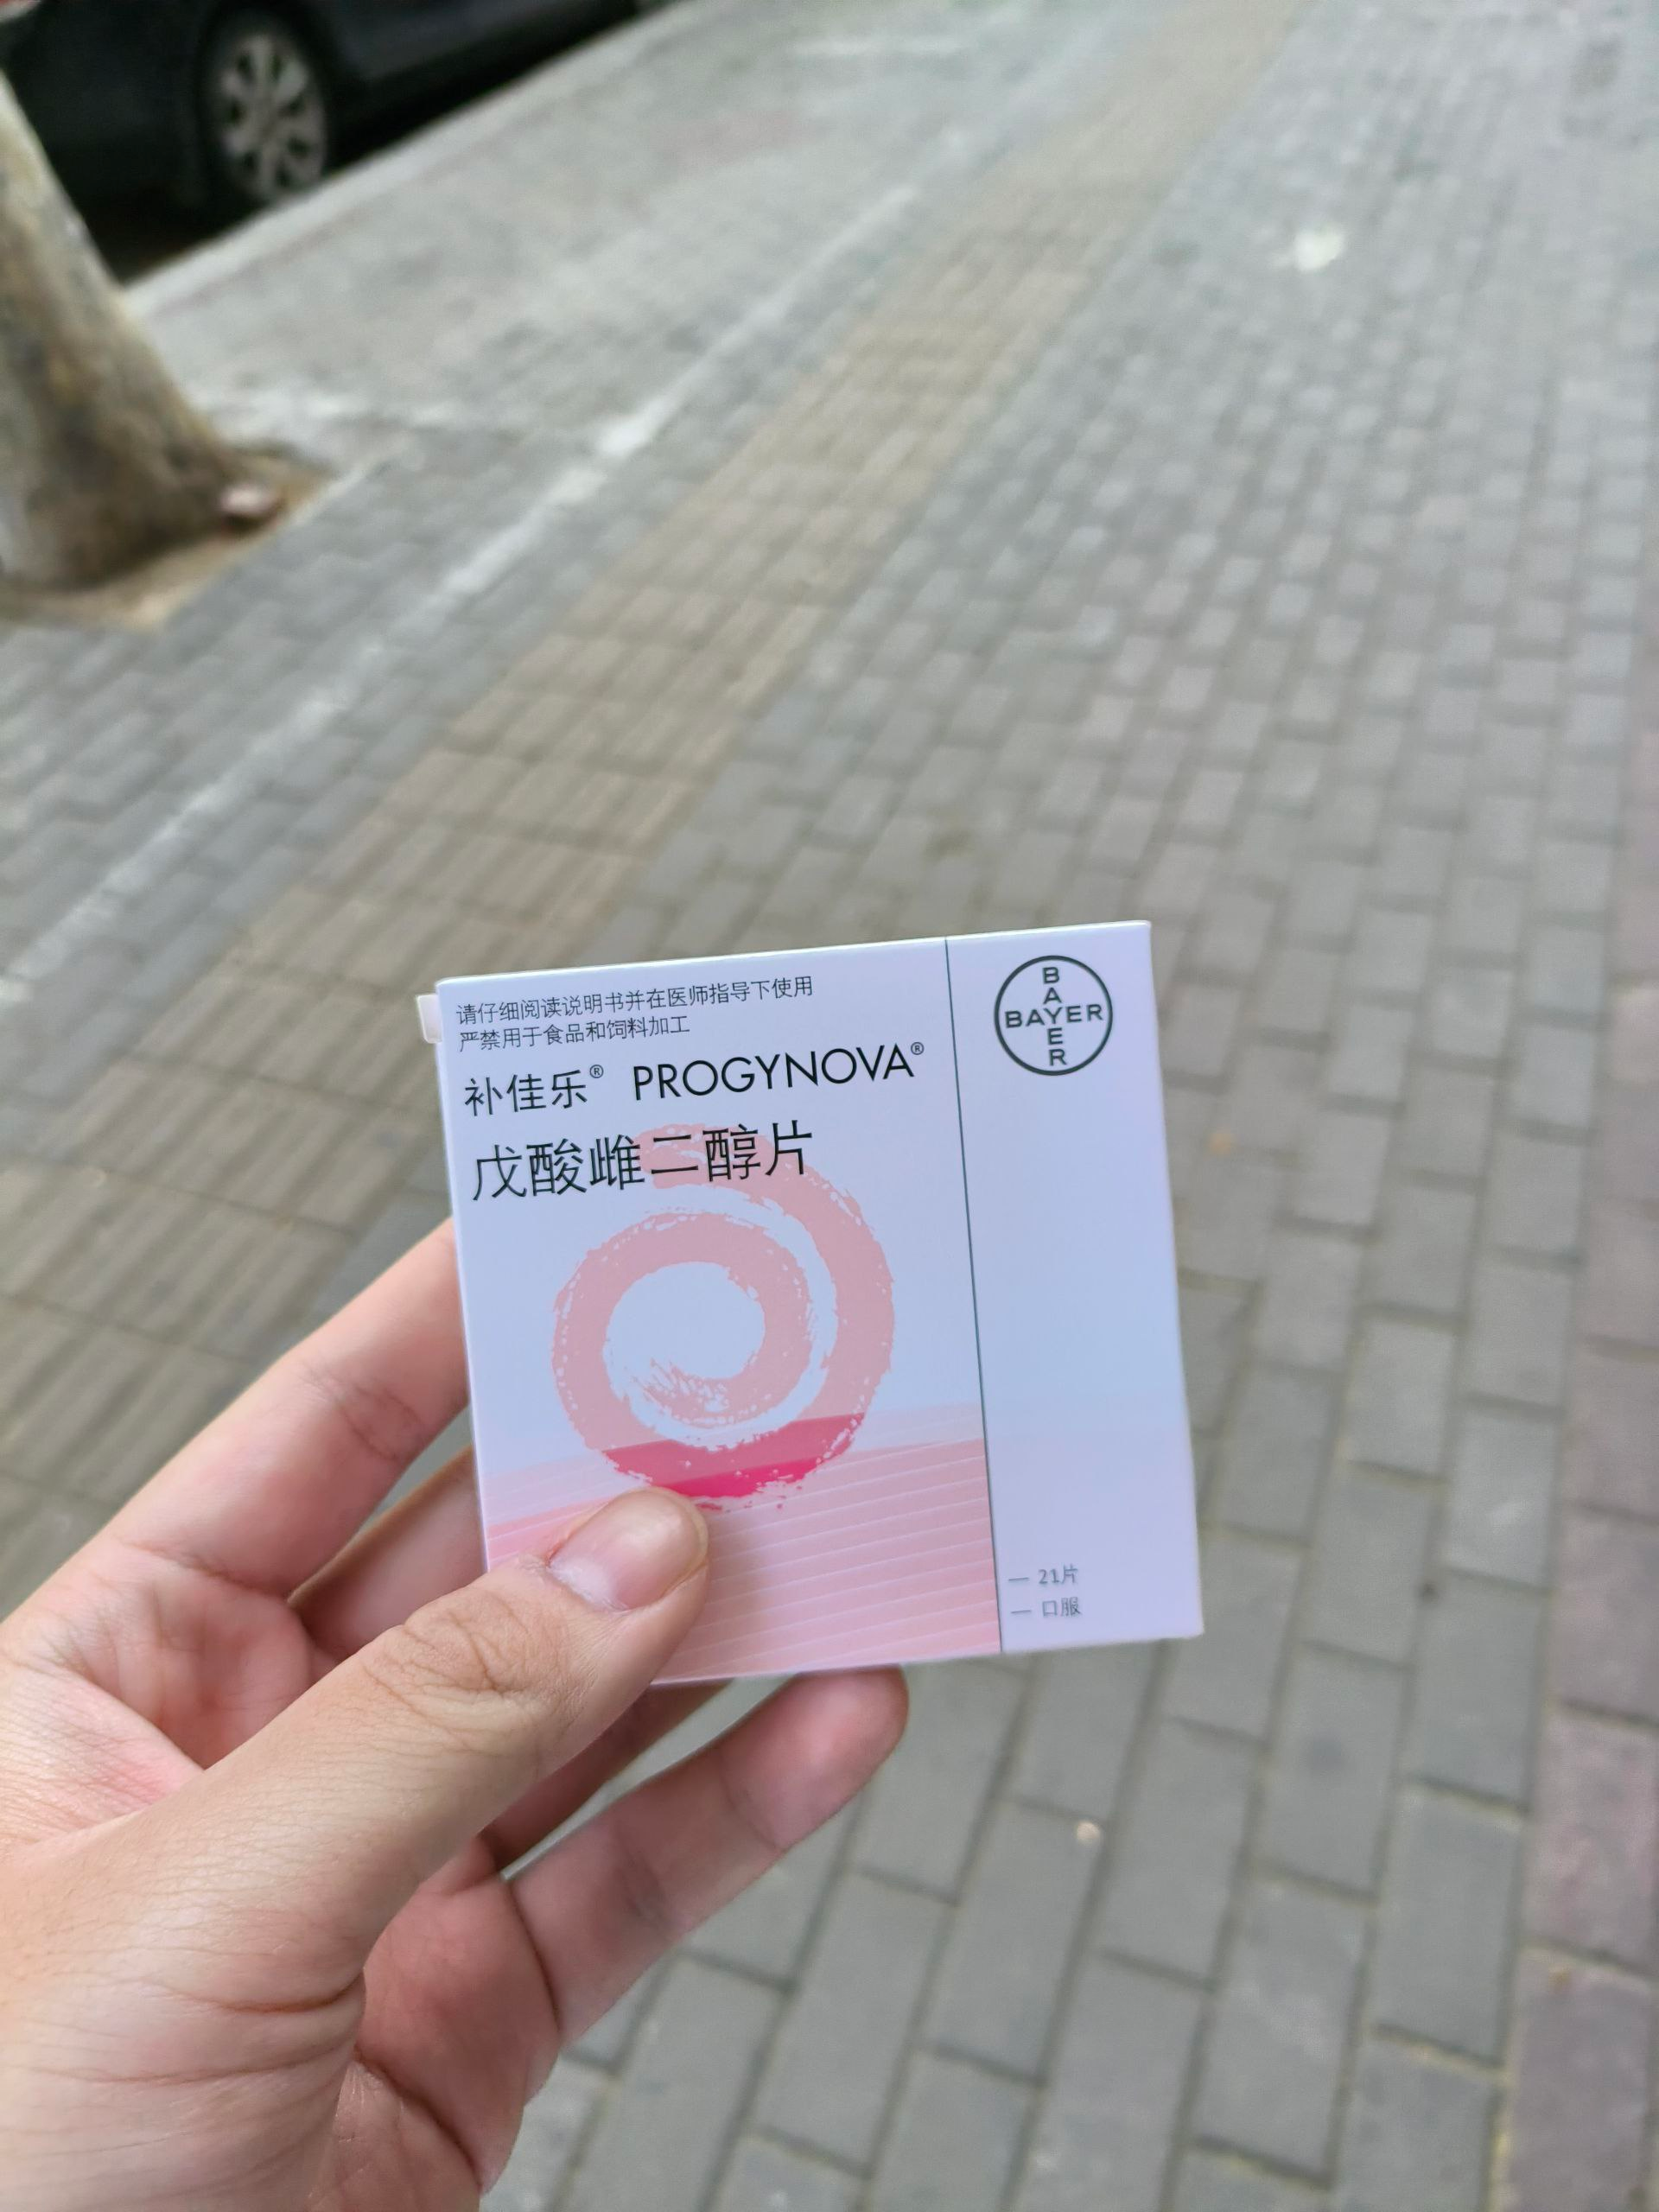 请仔细阅读说明书并在医师指导下使用
严禁用于食品和饲料加工
补佳乐® PROGYNOVA®
戊酸雌二醇片
BAYER
BAYER
— 21片
— 口服